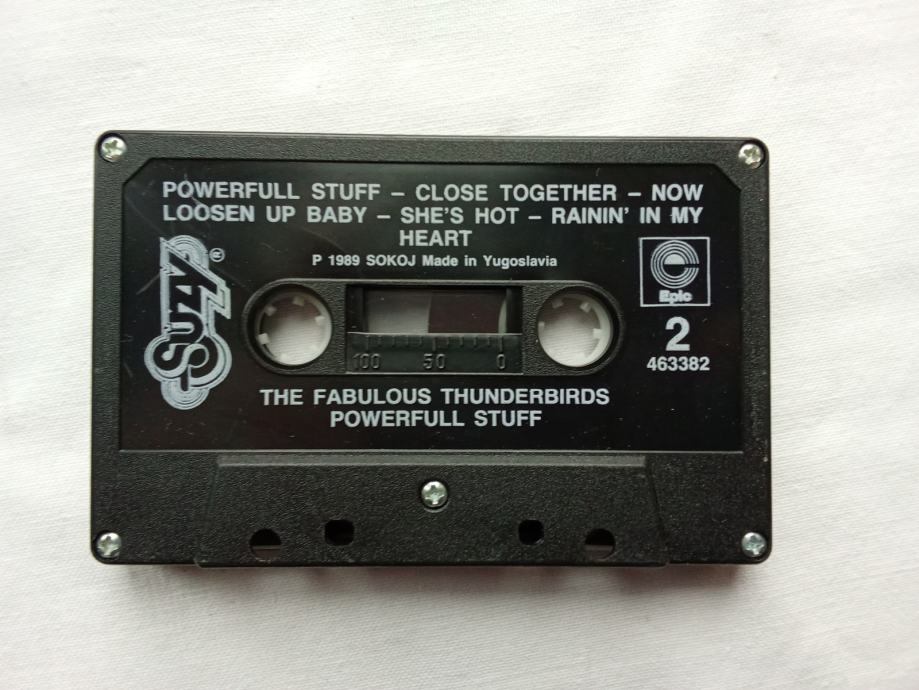 POWERFULL STUFF – CLOSE TOGETHER – NOW
LOOSEN UP BABY – SHE'S HOT – RAININ' IN MY
HEART
P 1989 SOKOJ Made in Yugoslavia
SUZY®
Epic
2
463382
100 50 0
THE FABULOUS THUNDERBIRDS
POWERFULL STUFF